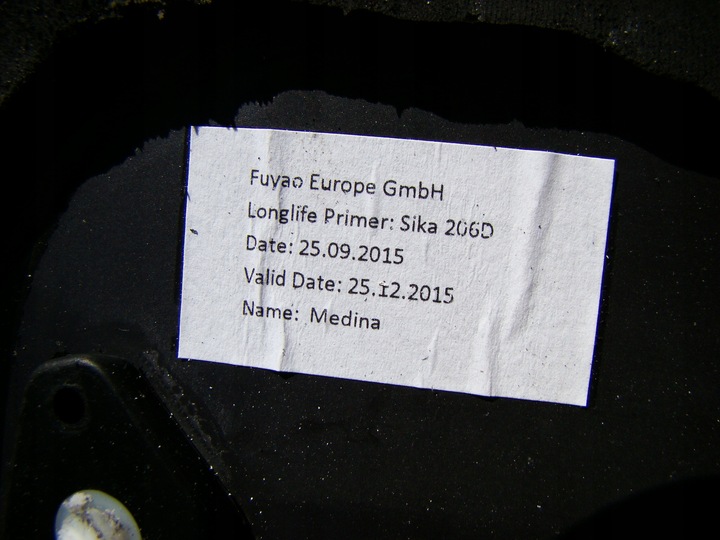 Fuyao Europe GmbH
Longlife Primer: Sika 206D
Date: 25.09.2015
Valid Date: 25.12.2015
Name: Medina